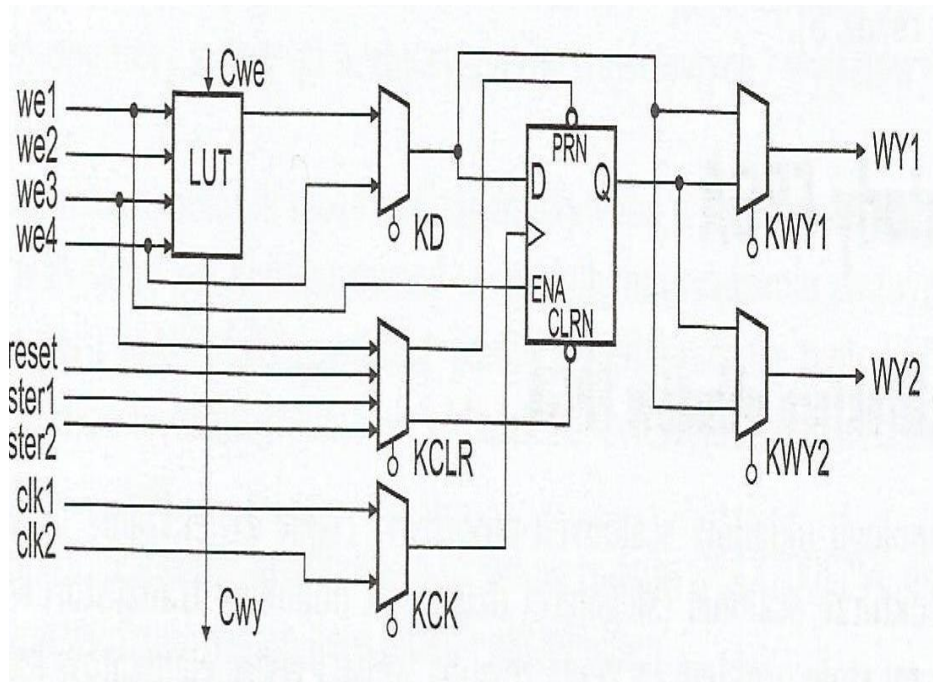 Cwe
we1
we2
we3
we4
LUT
KD
PRN
D
Q
ENA
CLRN
WY1
KWY1
WY2
KWY2
reset
ster1
ster2
KCLR
clk1
clk2
KCK
Cwy